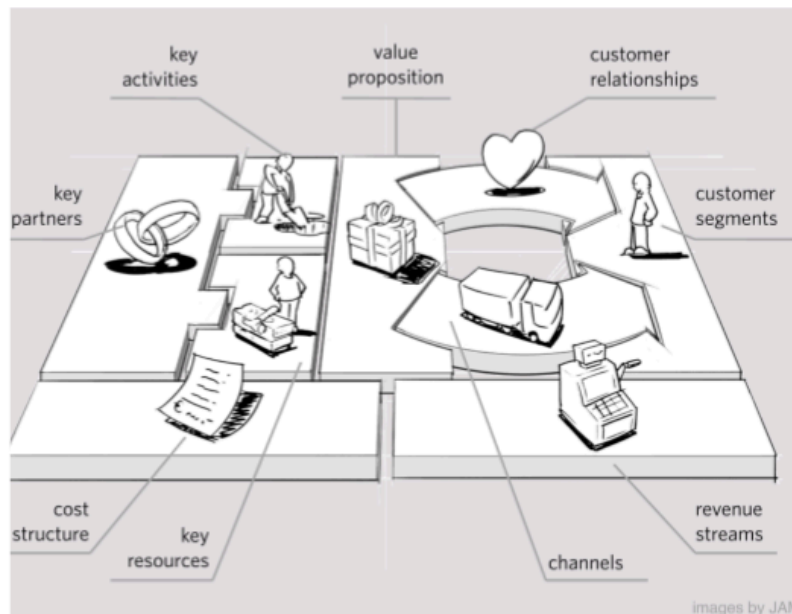 key
activities
value
proposition
customer
relationships
key
partners
customer
segments
cost
structure
key
resources
channels
revenue
streams
images by JAM